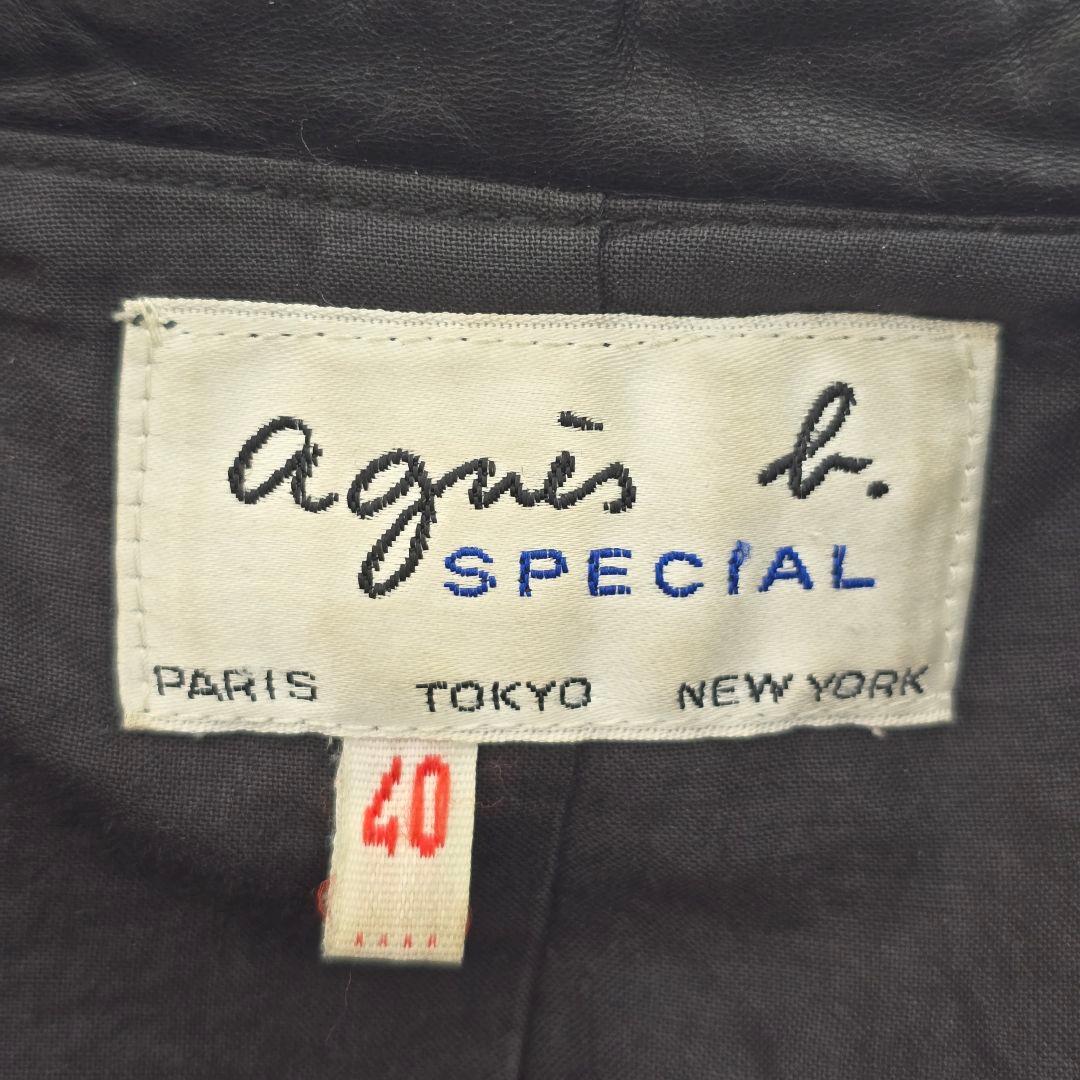 agnès b.
SPECIAL
PARIS TOKYO NEW YORK
40